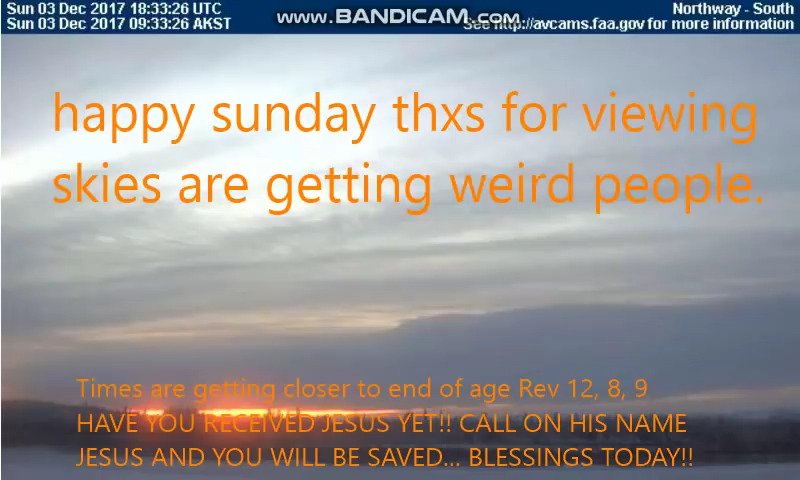 Sun 03 Dec 2017 18:33:26 UTC
www.BANDICAM.com
Northway - South
Sun 03 Dec 2017 09:33:26 AKST
See http://avcams.faa.gov for more information
happy sunday thxs for viewing
skies are getting weird people.
Times are getting closer to end of age Rev 12, 8, 9
HAVE YOU RECEIVED JESUS YET!! CALL ON HIS NAME
JESUS AND YOU WILL BE SAVED... BLESSINGS TODAY!!